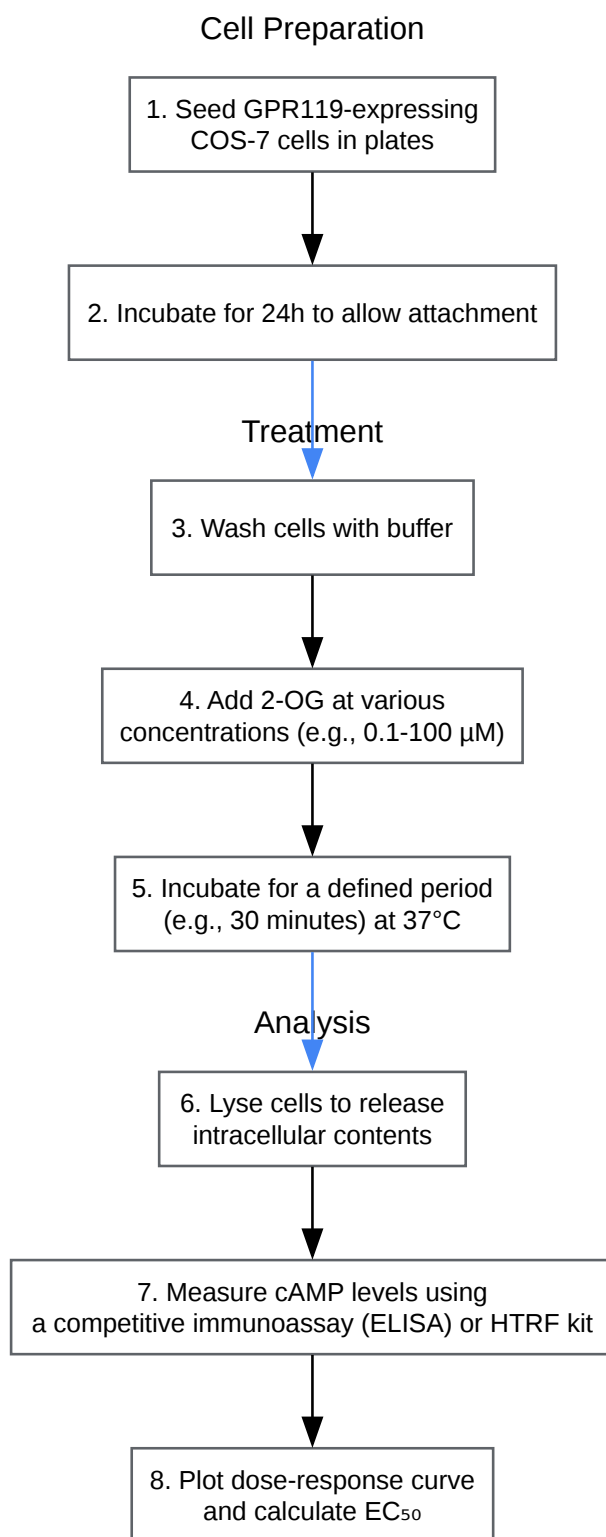 Cell Preparation
1. Seed GPR119-expressing
COS-7 cells in plates
2. Incubate for 24h to allow attachment
Treatment
3. Wash cells with buffer
4. Add 2-OG at various
concentrations (e.g., 0.1-100 µM)
5. Incubate for a defined period
(e.g., 30 minutes) at 37°C
Analysis
6. Lyse cells to release
intracellular contents
7. Measure cAMP levels using
a competitive immunoassay (ELISA) or HTRF kit
8. Plot dose-response curve
and calculate EC₅₀